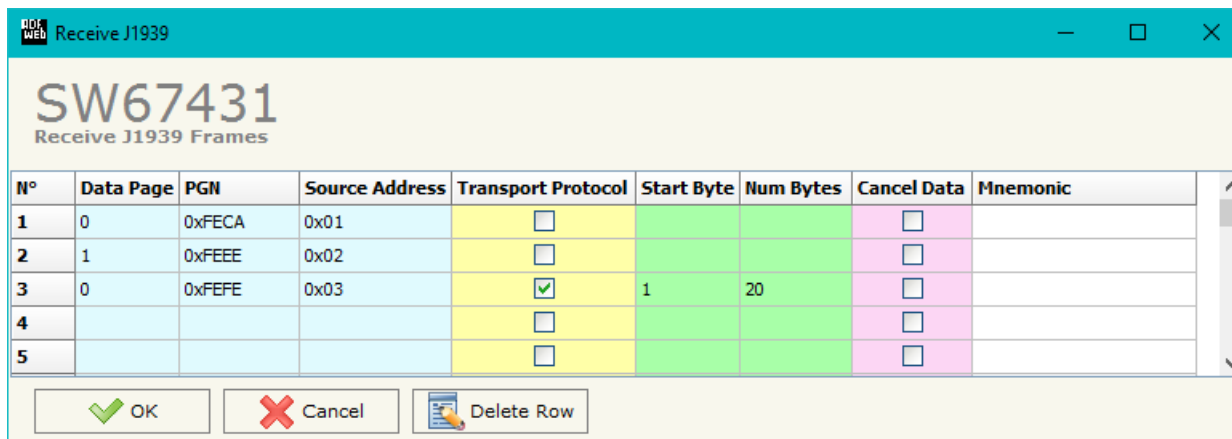 ADF WEB Receive J1939
SW67431
Receive J1939 Frames
N° Data Page PGN Source Address Transport Protocol Start Byte Num Bytes Cancel Data Mnemonic
1 0 0xFECA 0x01
2 1 0xFEEE 0x02
3 0 0xFEFE 0x03 1 20
4
5
OK Cancel Delete Row